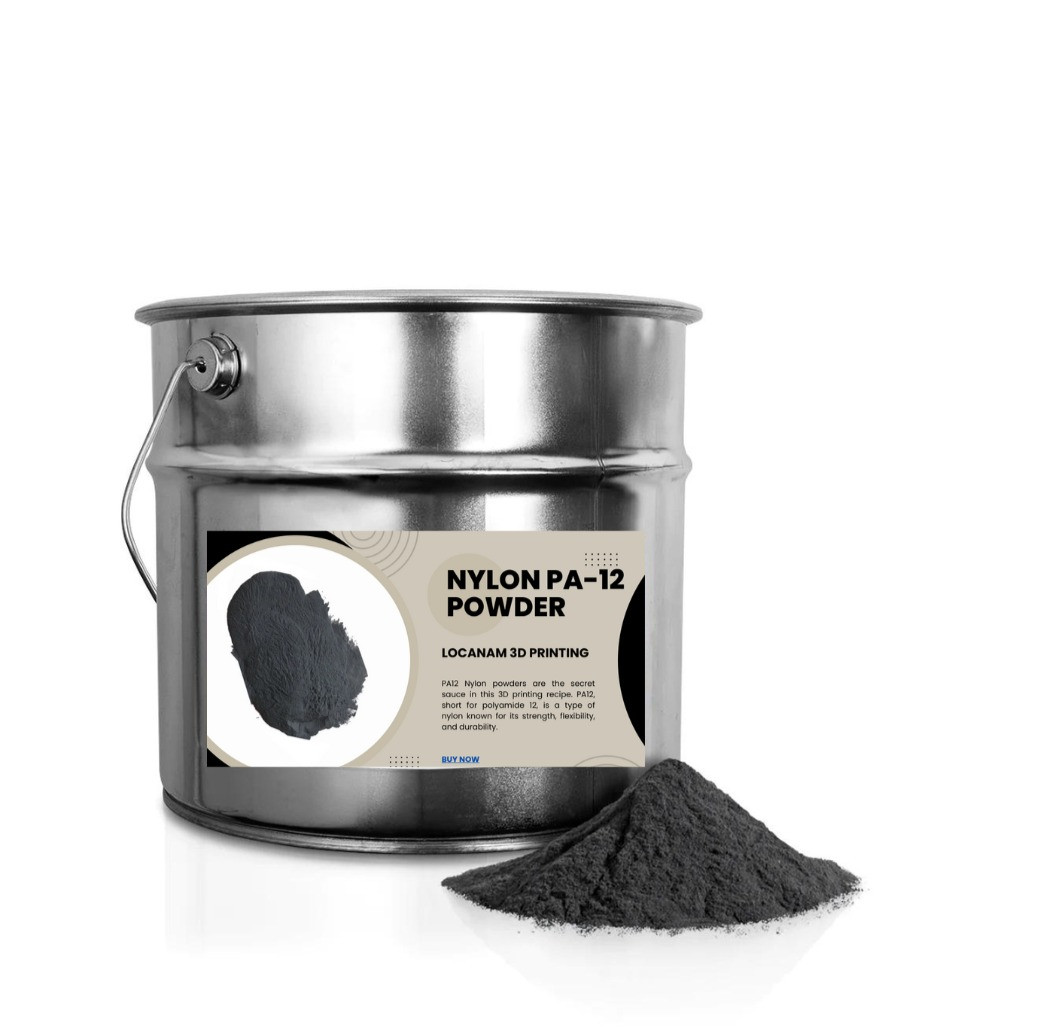 NYLON PA-12
POWDER
LOCANAM 3D PRINTING
PA12 Nylon powders are the secret
sauce in this 3D printing recipe. PA12,
short for polyamide 12, is a type of
nylon known for its strength, flexibility,
and durability.
BUY NOW